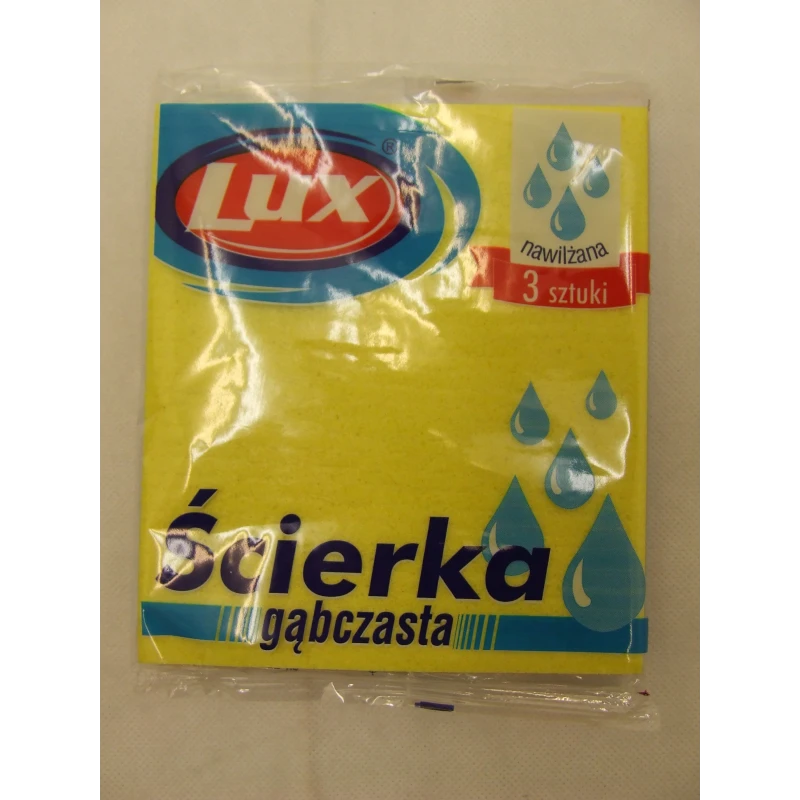 Lux®
nawilżana
3 sztuki
Ścierka
gąbczasta